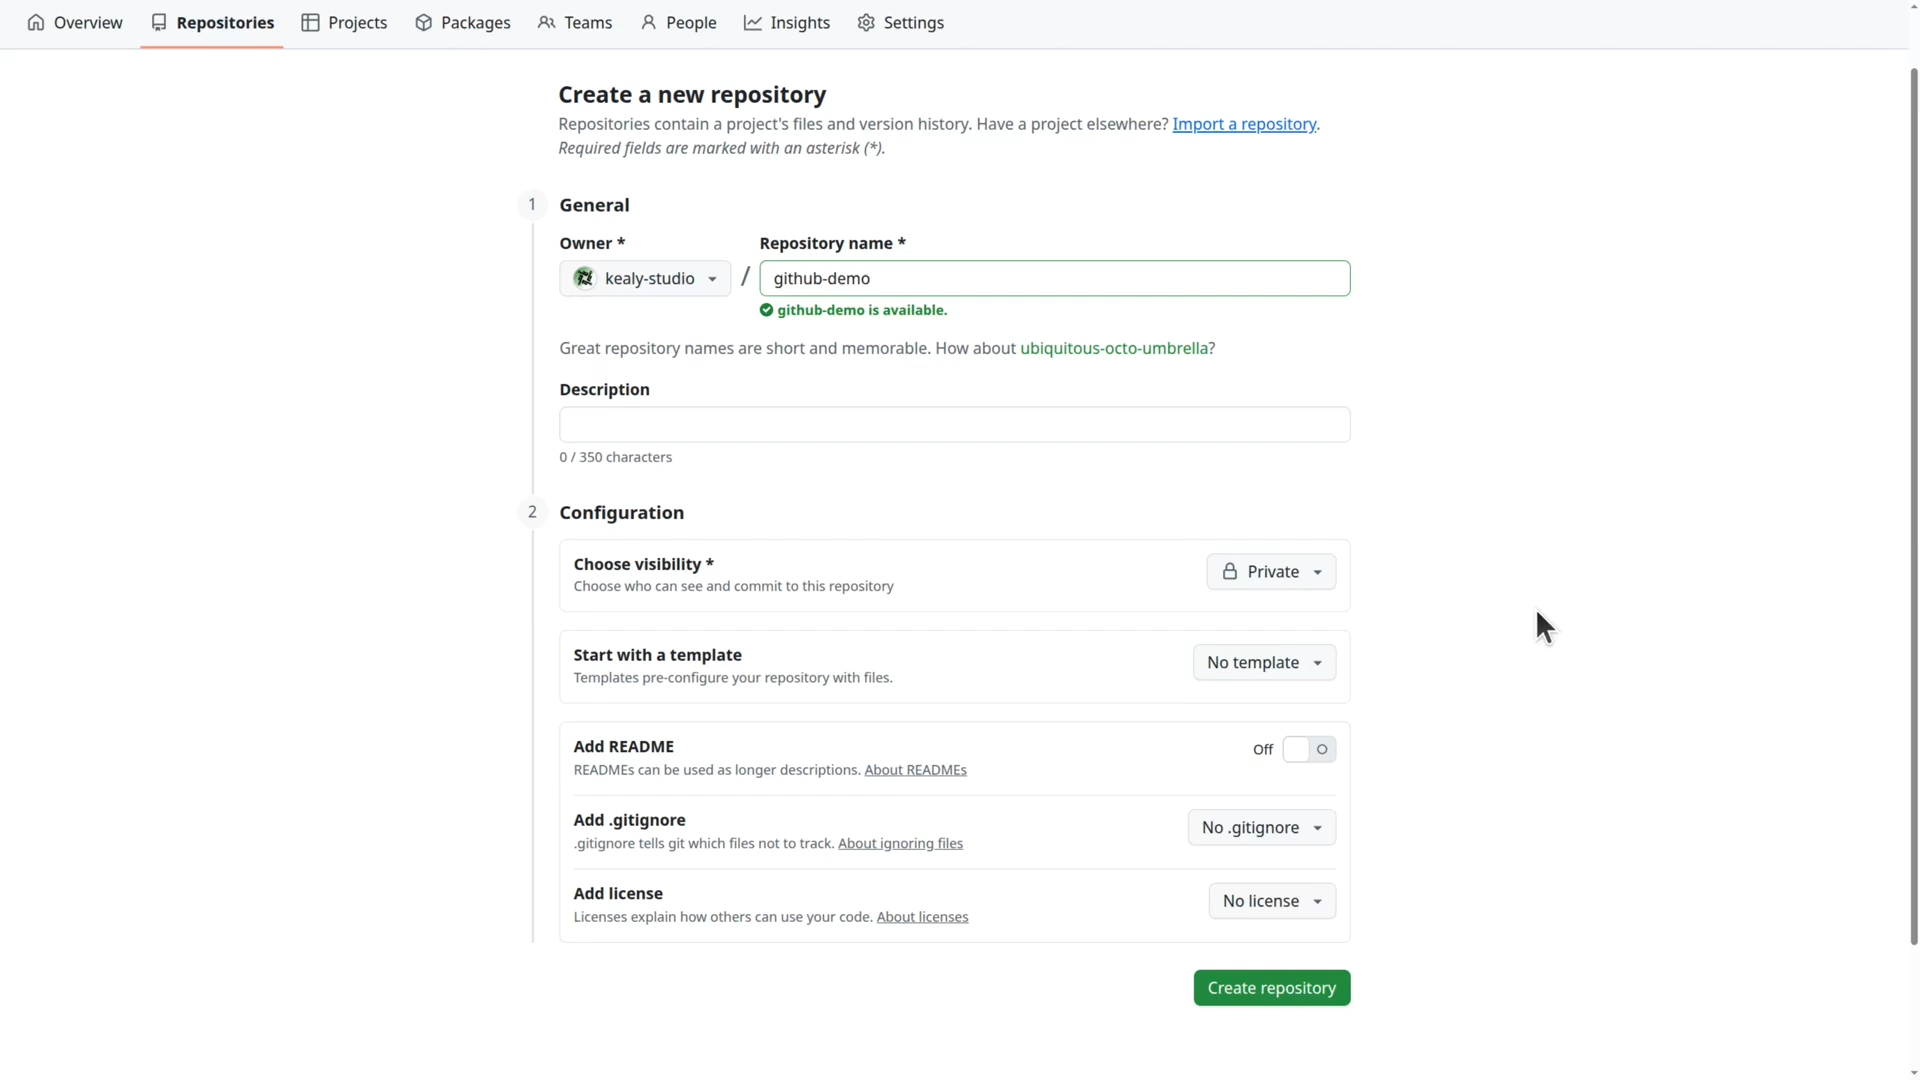 Overview Repositories Projects Packages Teams People Insights Settings
Create a new repository
Repositories contain a project's files and version history. Have a project elsewhere? Import a repository.
Required fields are marked with an asterisk (*).
1 General
Owner * Repository name *
kealy-studio / github-demo
github-demo is available.
Great repository names are short and memorable. How about ubiquitous-octo-umbrella?
Description
0 / 350 characters
2 Configuration
Choose visibility *
Choose who can see and commit to this repository
Private
Start with a template
Templates pre-configure your repository with files.
No template
Add README
READMEs can be used as longer descriptions. About READMEs
Off
Add .gitignore
.gitignore tells git which files not to track. About ignoring files
No .gitignore
Add license
Licenses explain how others can use your code. About licenses
No license
Create repository